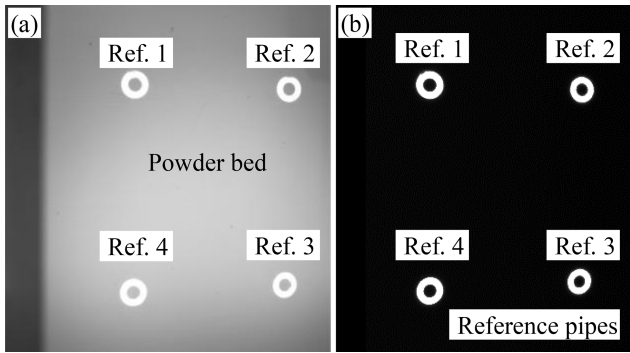 (a)
Ref. 1
Ref. 2
Powder bed
Ref. 4
Ref. 3
(b)
Ref. 1
Ref. 2
Ref. 4
Ref. 3
Reference pipes